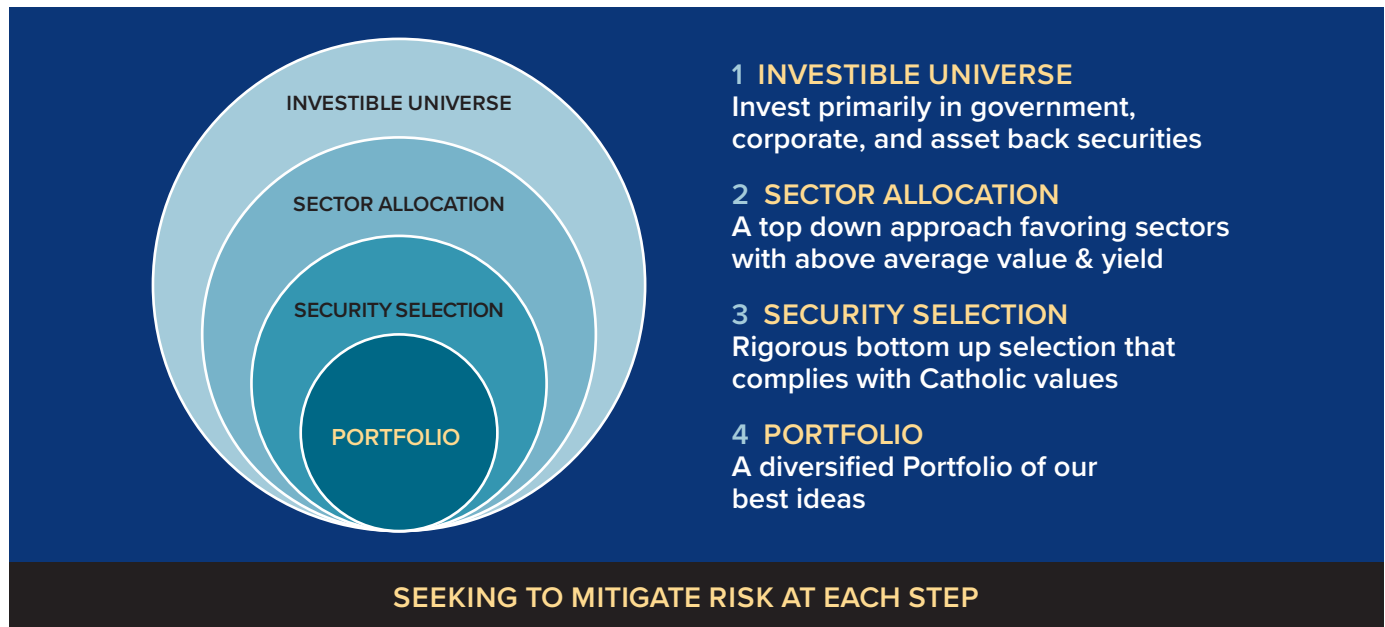 INVESTIBLE UNIVERSE
SECTOR ALLOCATION
SECURITY SELECTION
PORTFOLIO
1 INVESTIBLE UNIVERSE
Invest primarily in government,
corporate, and asset back securities
2 SECTOR ALLOCATION
A top down approach favoring sectors
with above average value & yield
3 SECURITY SELECTION
Rigorous bottom up selection that
complies with Catholic values
4 PORTFOLIO
A diversified Portfolio of our
best ideas
SEEKING TO MITIGATE RISK AT EACH STEP